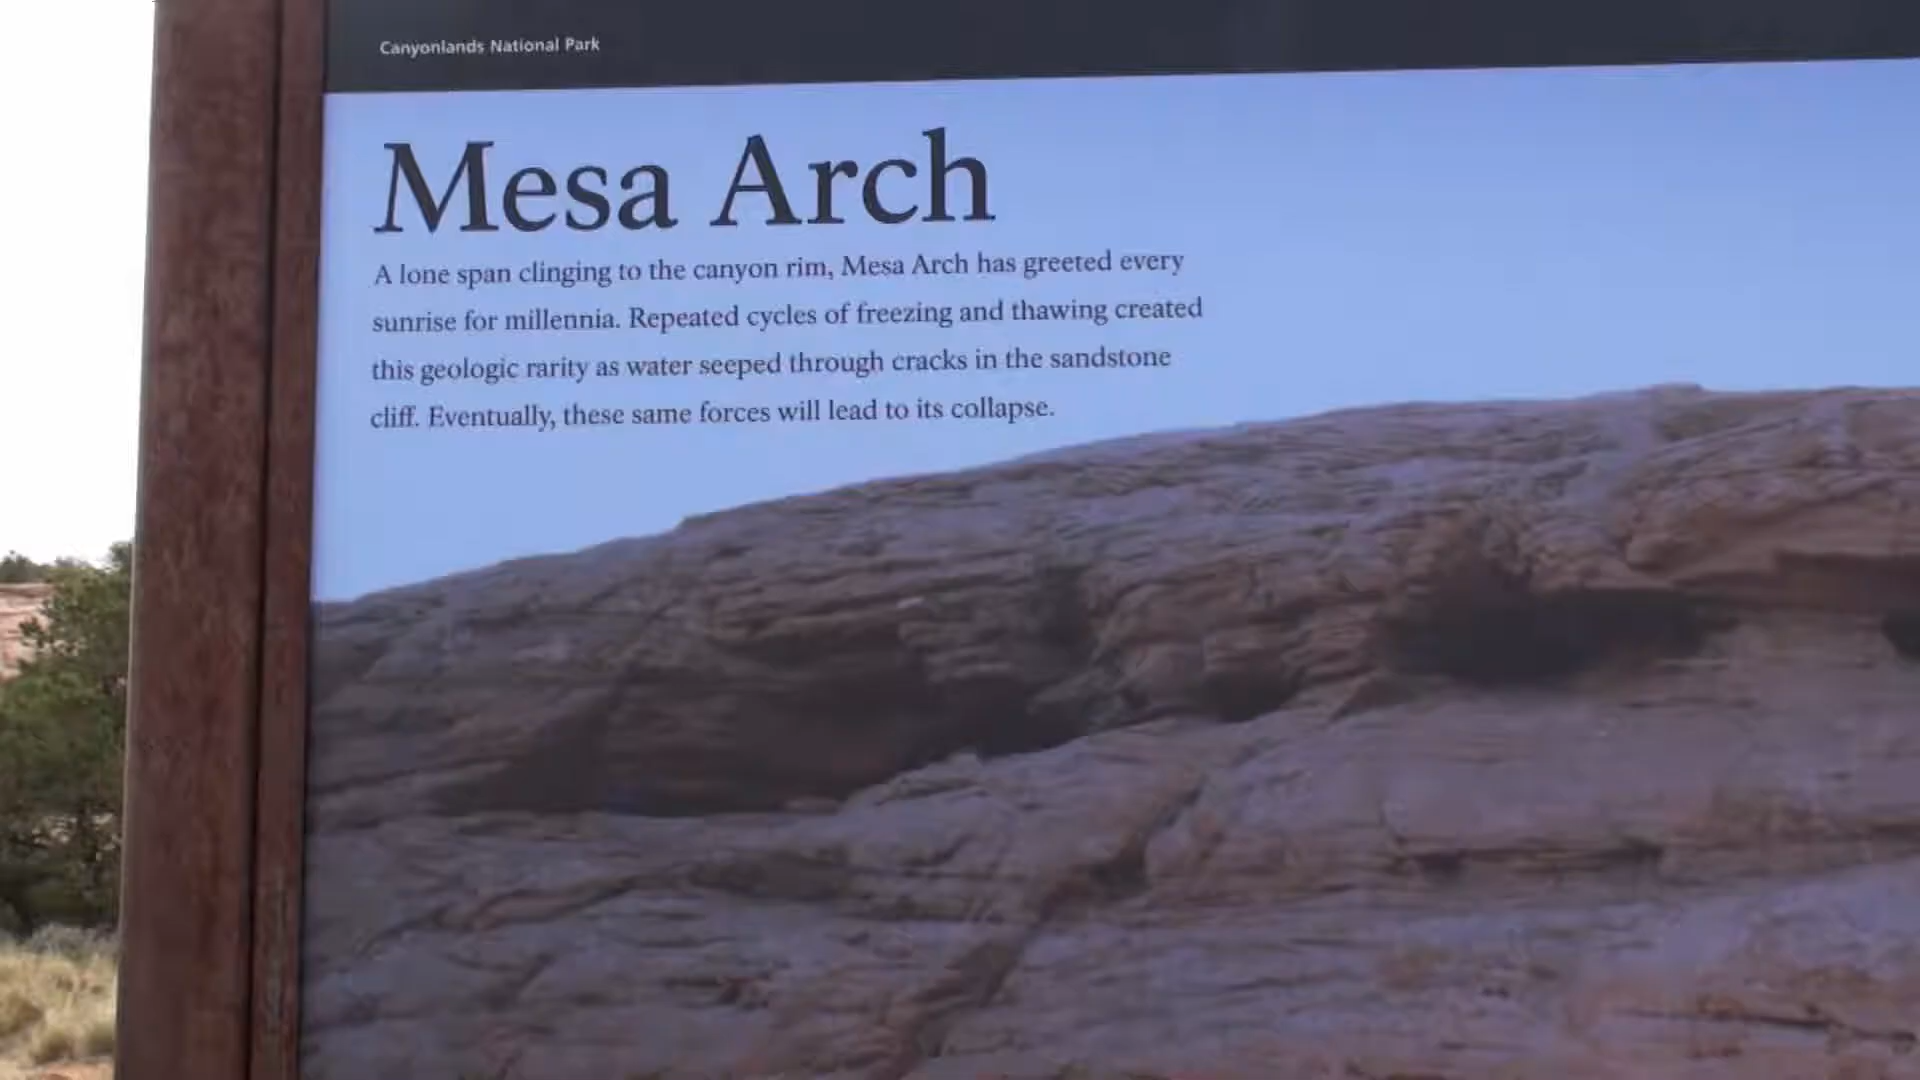 Canyonlands National Park
Mesa Arch
A lone span clinging to the canyon rim, Mesa Arch has greeted every
sunrise for millennia. Repeated cycles of freezing and thawing created
this geologic rarity as water seeped through cracks in the sandstone
cliff. Eventually, these same forces will lead to its collapse.